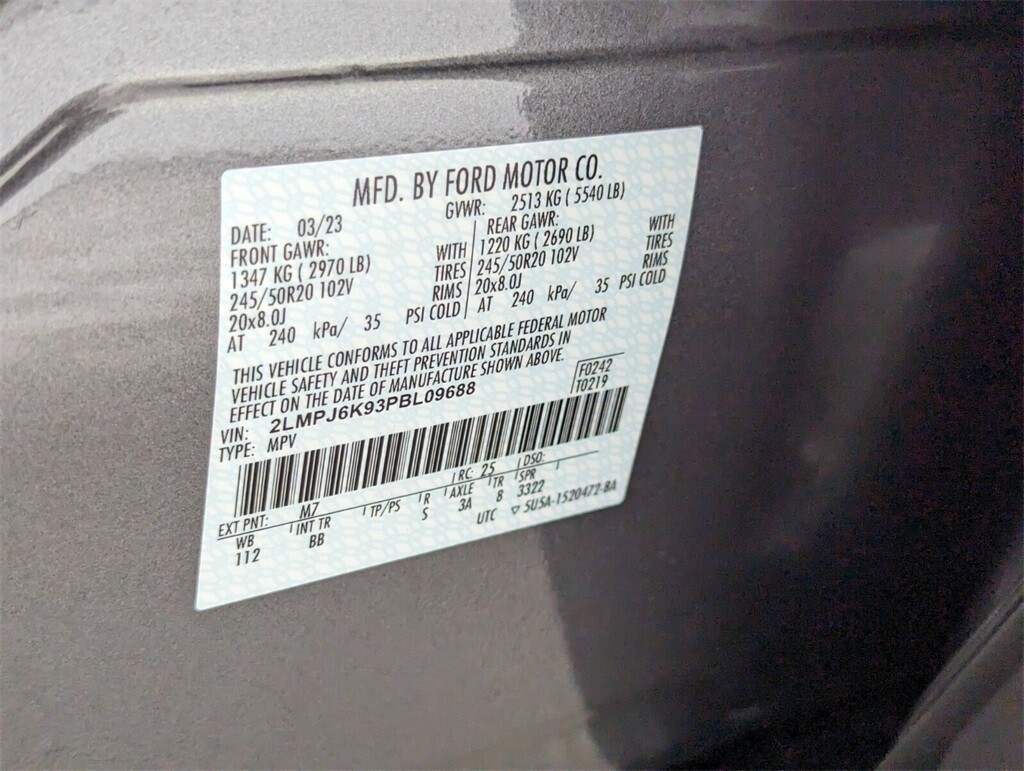 MFD. BY FORD MOTOR CO.
DATE: 03/23 GVWR: 2513 KG ( 5540 LB)
FRONT GAWR: REAR GAWR:
1347 KG ( 2970 LB) WITH 1220 KG ( 2690 LB) WITH
245/50R20 102V TIRES 245/50R20 102V TIRES
20x8.0J RIMS 20x8.0J RIMS
AT 240 kPa/ 35 PSI COLD AT 240 kPa/ 35 PSI COLD
THIS VEHICLE CONFORMS TO ALL APPLICABLE FEDERAL MOTOR
VEHICLE SAFETY AND THEFT PREVENTION STANDARDS IN
EFFECT ON THE DATE OF MANUFACTURE SHOWN ABOVE.
VIN: 2LMPJ6K93PBL09688 F0242
TYPE: MPV T0219
EXT PNT: M7 RC: 25 DSO:
WB INT TR TP/PS R AXLE TR SPR
112 BB S 3A 8 3322
UTC ▽ 5U5A-1520472-BA